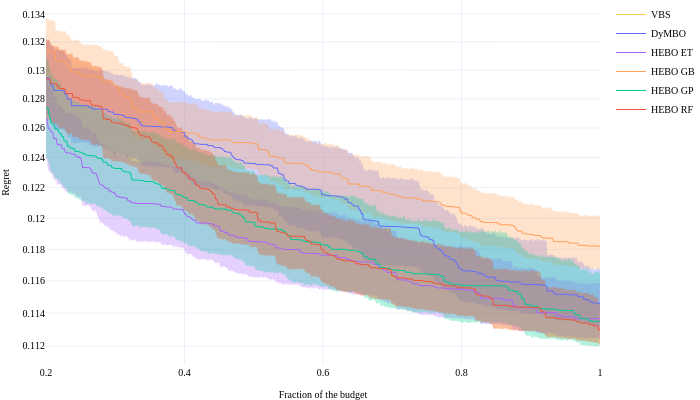 0.134
0.132
0.13
0.128
0.126
0.124
0.122
0.12
0.118
0.116
0.114
0.112
Regret
0.2
0.4
0.6
0.8
1
Fraction of the budget
VBS
DyMBO
HEBO ET
HEBO GB
HEBO GP
HEBO RF